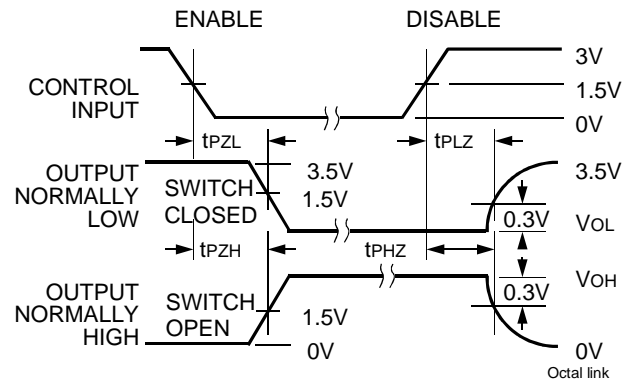 ENABLE
DISABLE
CONTROL
INPUT
3V
1.5V
0V
tPZL
tPLZ
OUTPUT
NORMALLY
LOW
SWITCH
CLOSED
3.5V
1.5V
3.5V
0.3V
VOL
tPZH
tPHZ
OUTPUT
NORMALLY
HIGH
SWITCH
OPEN
1.5V
0V
VOH
0.3V
0V
Octal link